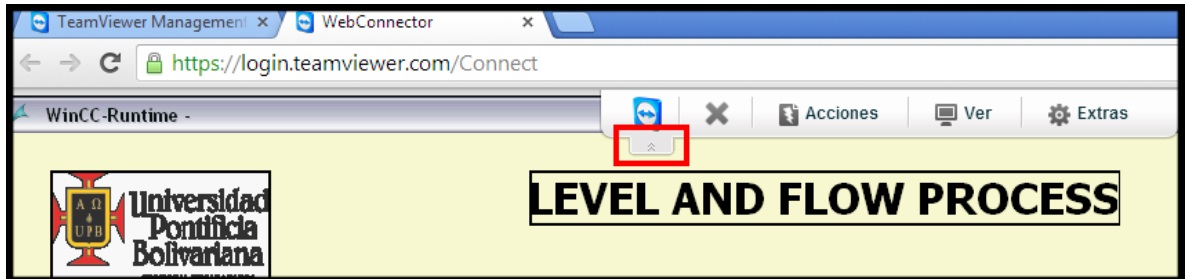 TeamViewer Management
WebConnector
https://login.teamviewer.com/Connect
WinCC-Runtime -
Acciones
Ver
Extras
LEVEL AND FLOW PROCESS
A Ω
UPB
Universidad
Pontificia
Bolivariana